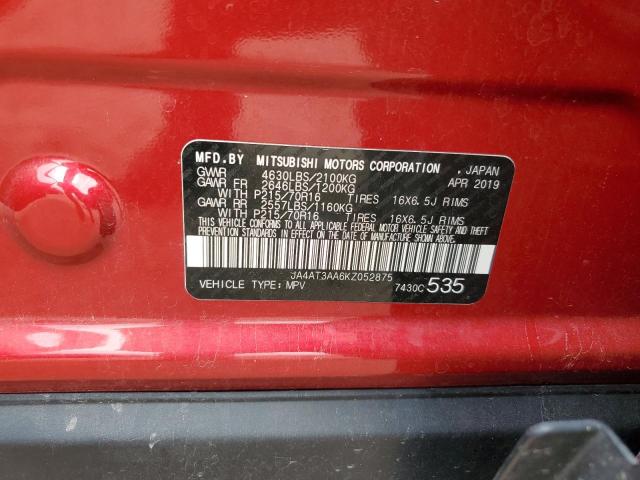 MFD.BY MITSUBISHI MOTORS CORPORATION , JAPAN
GVWR 4630LBS/2100KG APR 2019
GAWR FR 2646LBS/1200KG
WITH P215/70R16 TIRES 16X6.5J RIMS
GAWR RR 2557LBS/1160KG
WITH P215/70R16 TIRES 16X6.5J RIMS
THIS VEHICLE CONFORMS TO ALL APPLICABLE FEDERAL MOTOR VEHICLE SAFETY AND THEFT
PREVENTION STANDARDS IN EFFECT ON THE DATE OF MANUFACTURE SHOWN ABOVE.
JA4AT3AA6KZ052875
VEHICLE TYPE:MPV 7430C 535